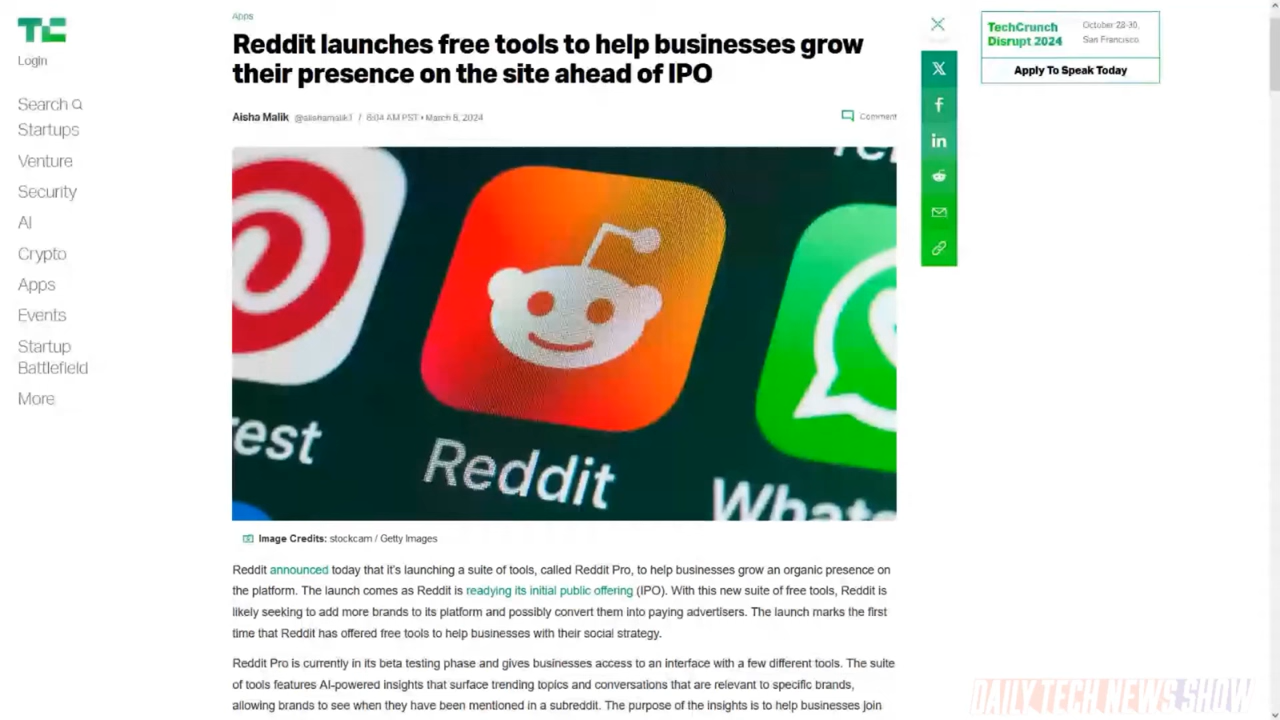 TC
Login
Search
Startups
Venture
Security
AI
Crypto
Apps
Events
Startup
Battlefield
More
Apps
Reddit launches free tools to help businesses grow
their presence on the site ahead of IPO
Aisha Malik
PST • March 8, 2024
Comment
rest
Reddit
Whats
Image Credits: stockcam / Getty Images
Reddit announced today that it's launching a suite of tools, called Reddit Pro, to help businesses grow an organic presence on
the platform. The launch comes as Reddit is readying its initial public offering (IPO). With this new suite of free tools, Reddit is
likely seeking to add more brands to its platform and possibly convert them into paying advertisers. The launch marks the first
time that Reddit has offered free tools to help businesses with their social strategy.
Reddit Pro is currently in its beta testing phase and gives businesses access to an interface with a few different tools. The suite
of tools features AI-powered insights that surface trending topics and conversations that are relevant to specific brands,
allowing brands to see when they have been mentioned in a subreddit. The purpose of the insights is to help businesses join
X
f
in
TechCrunch
Disrupt 2024
October 28-30,
San Francisco
Apply To Speak Today
DAILY TECH NEWS SHOW